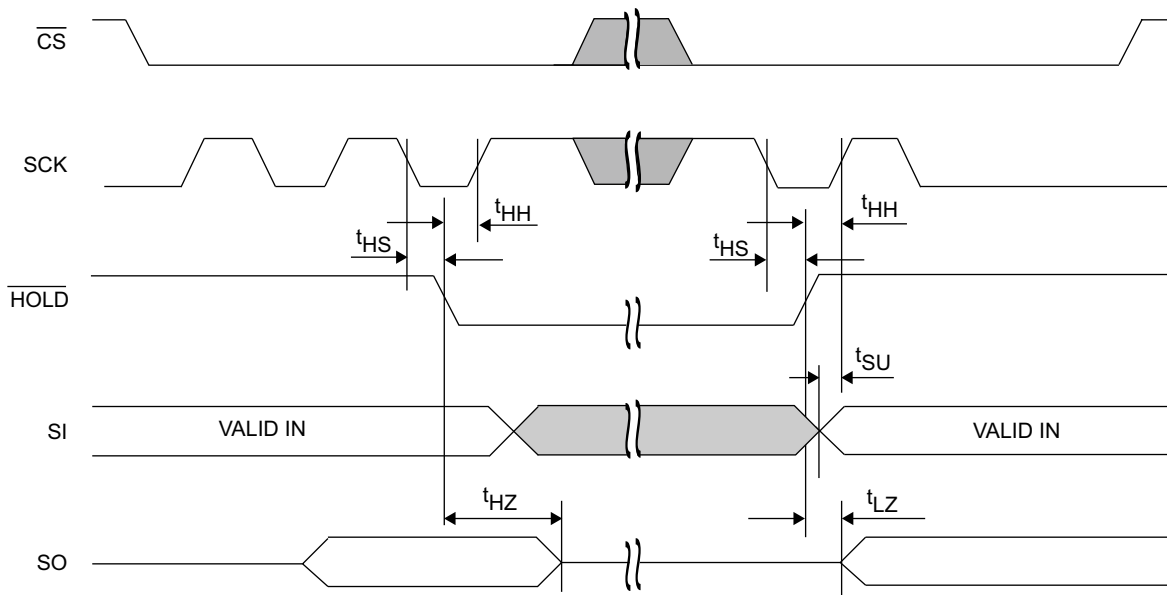 CS
SCK
tHH
tHH
tHS
tHS
HOLD
tSU
SI
VALID IN
VALID IN
tHZ
tLZ
SO